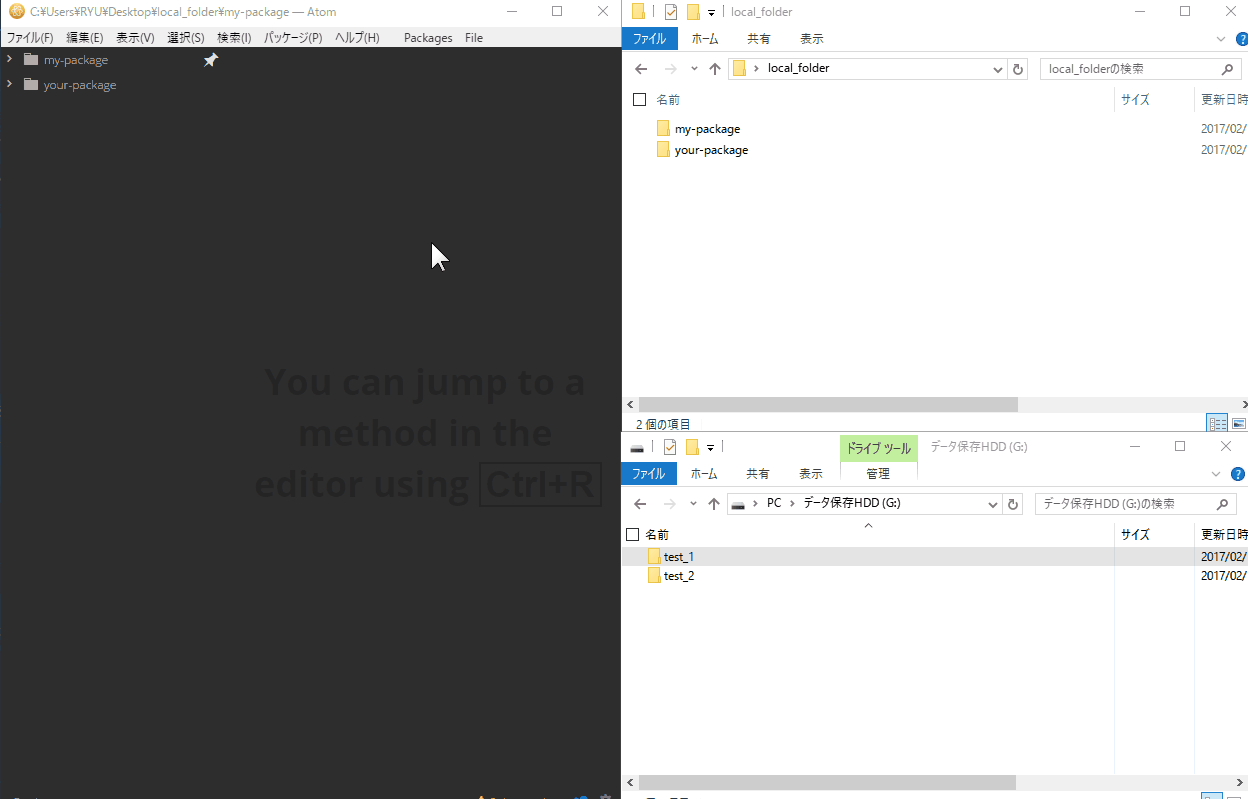 C:¥Users¥RYU¥Desktop¥local_folder¥my-package — Atom
ファイル(F) 編集(E) 表示(V) 選択(S) 検索(I) パッケージ(P) ヘルプ(H) Packages File
my-package
your-package
You can jump to a
method in the
editor using Ctrl+R
local_folder
ファイル ホーム 共有 表示
local_folder
local_folderの検索
名前 サイズ 更新日時
my-package 2017/02/
your-package 2017/02/
2 個の項目
ドライブ ツール データ保存HDD (G:)
ファイル ホーム 共有 表示 管理
PC データ保存HDD (G:)
データ保存HDD (G:)の検索
名前 サイズ 更新日時
test_1 2017/02/
test_2 2017/02/